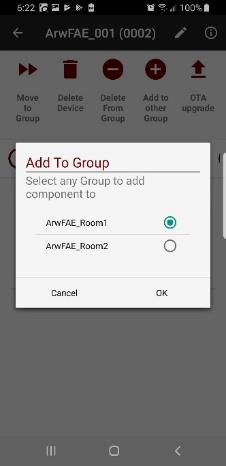 6:22 100%
ArwFAE_001 (0002)
Move to Group
Delete Device
Delete From Group
Add to other Group
OTA upgrade
Add To Group
Select any Group to add
component to
ArwFAE_Room1
ArwFAE_Room2
Cancel OK